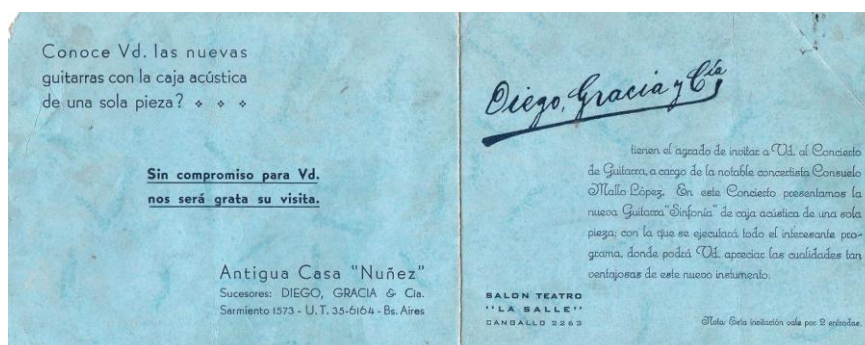 Conoce Vd. las nuevas
guitarras con la caja acústica
de una sola pieza?
Sin compromiso para Vd.
nos será grata su visita.
Antigua Casa "Nuñez"
Sucesores: DIEGO, GRACIA & Cia.
Sarmiento 1573 - U. T. 35-6164 - Bs. Aires
Diego, Gracia y Cía
tienen el agrado de invitar a Vd. al Concierto
de Guitarra, a cargo de la notable concertista Consuelo
Mallo López. En este Concierto presentamos la
nueva Guitarra "Sinfonía" de caja acústica de una sola
pieza; con la que se ejecutará todo el interesante pro-
grama, donde podrá Vd. apreciar las cualidades tan
ventajosas de este nuevo instumento.
SALON TEATRO
"LA SALLE"
CANGALLO 2263
Nota: Esta invitación vale por 2 entradas.